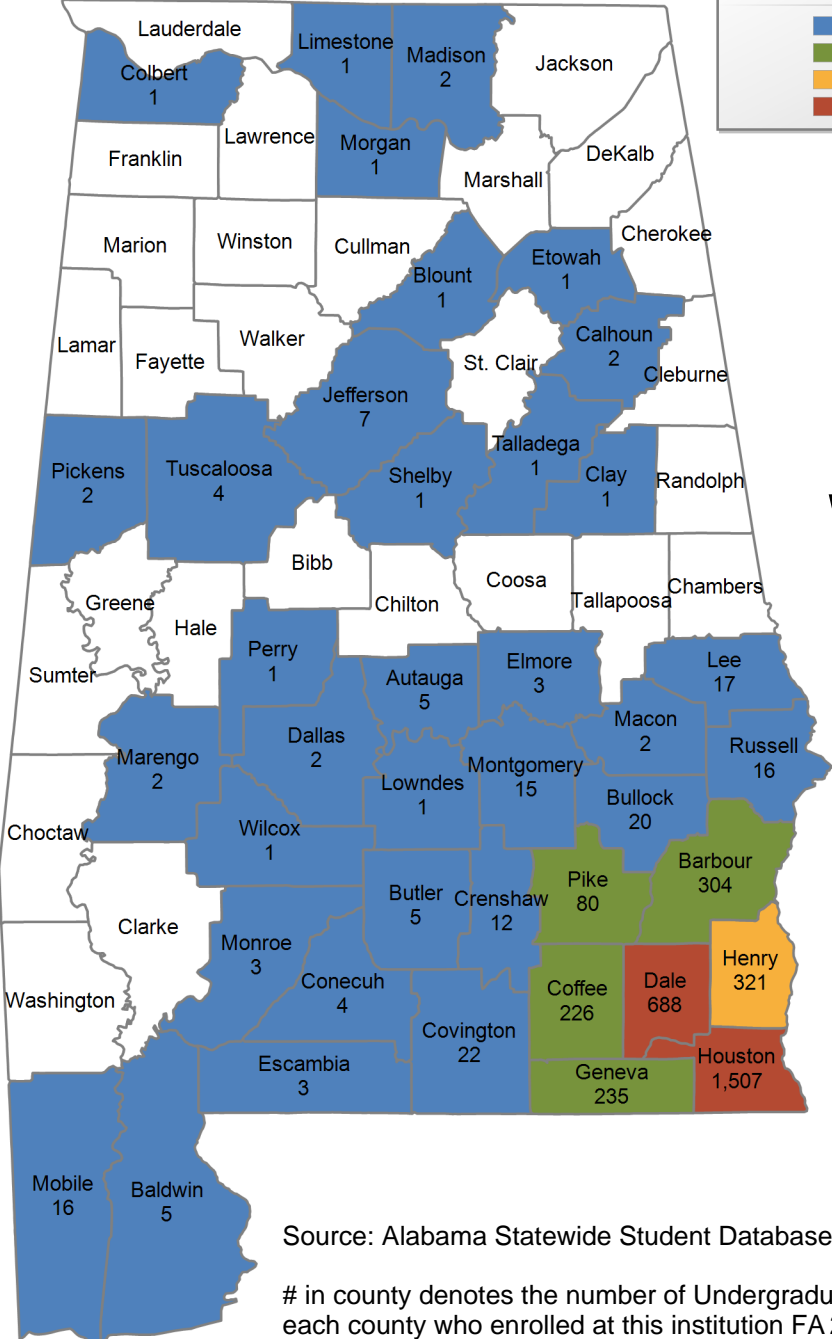 Lauderdale
Limestone
1
Madison
2
Jackson
Colbert
1
Lawrence
Franklin
Morgan
1
DeKalb
Marshall
Marion
Winston
Cullman
Cherokee
Blount
1
Etowah
1
Lamar
Fayette
Walker
St. Clair
Calhoun
2
Cleburne
Jefferson
7
Pickens
2
Tuscaloosa
4
Shelby
1
Talladega
1
Clay
1
Randolph
Bibb
Chilton
Coosa
Tallapoosa
Chambers
Greene
Hale
Sumter
Perry
1
Autauga
5
Elmore
3
Lee
17
Macon
2
Russell
16
Marengo
2
Dallas
2
Lowndes
1
Montgomery
15
Bullock
20
Choctaw
Wilcox
1
Butler
5
Crenshaw
12
Pike
80
Barbour
304
Clarke
Monroe
3
Conecuh
4
Henry
321
Coffee
226
Dale
688
Washington
Covington
22
Escambia
3
Geneva
235
Houston
1,507
Mobile
16
Baldwin
5
Source: Alabama Statewide Student Database
# in county denotes the number of
each county who enrolled at this institution FA